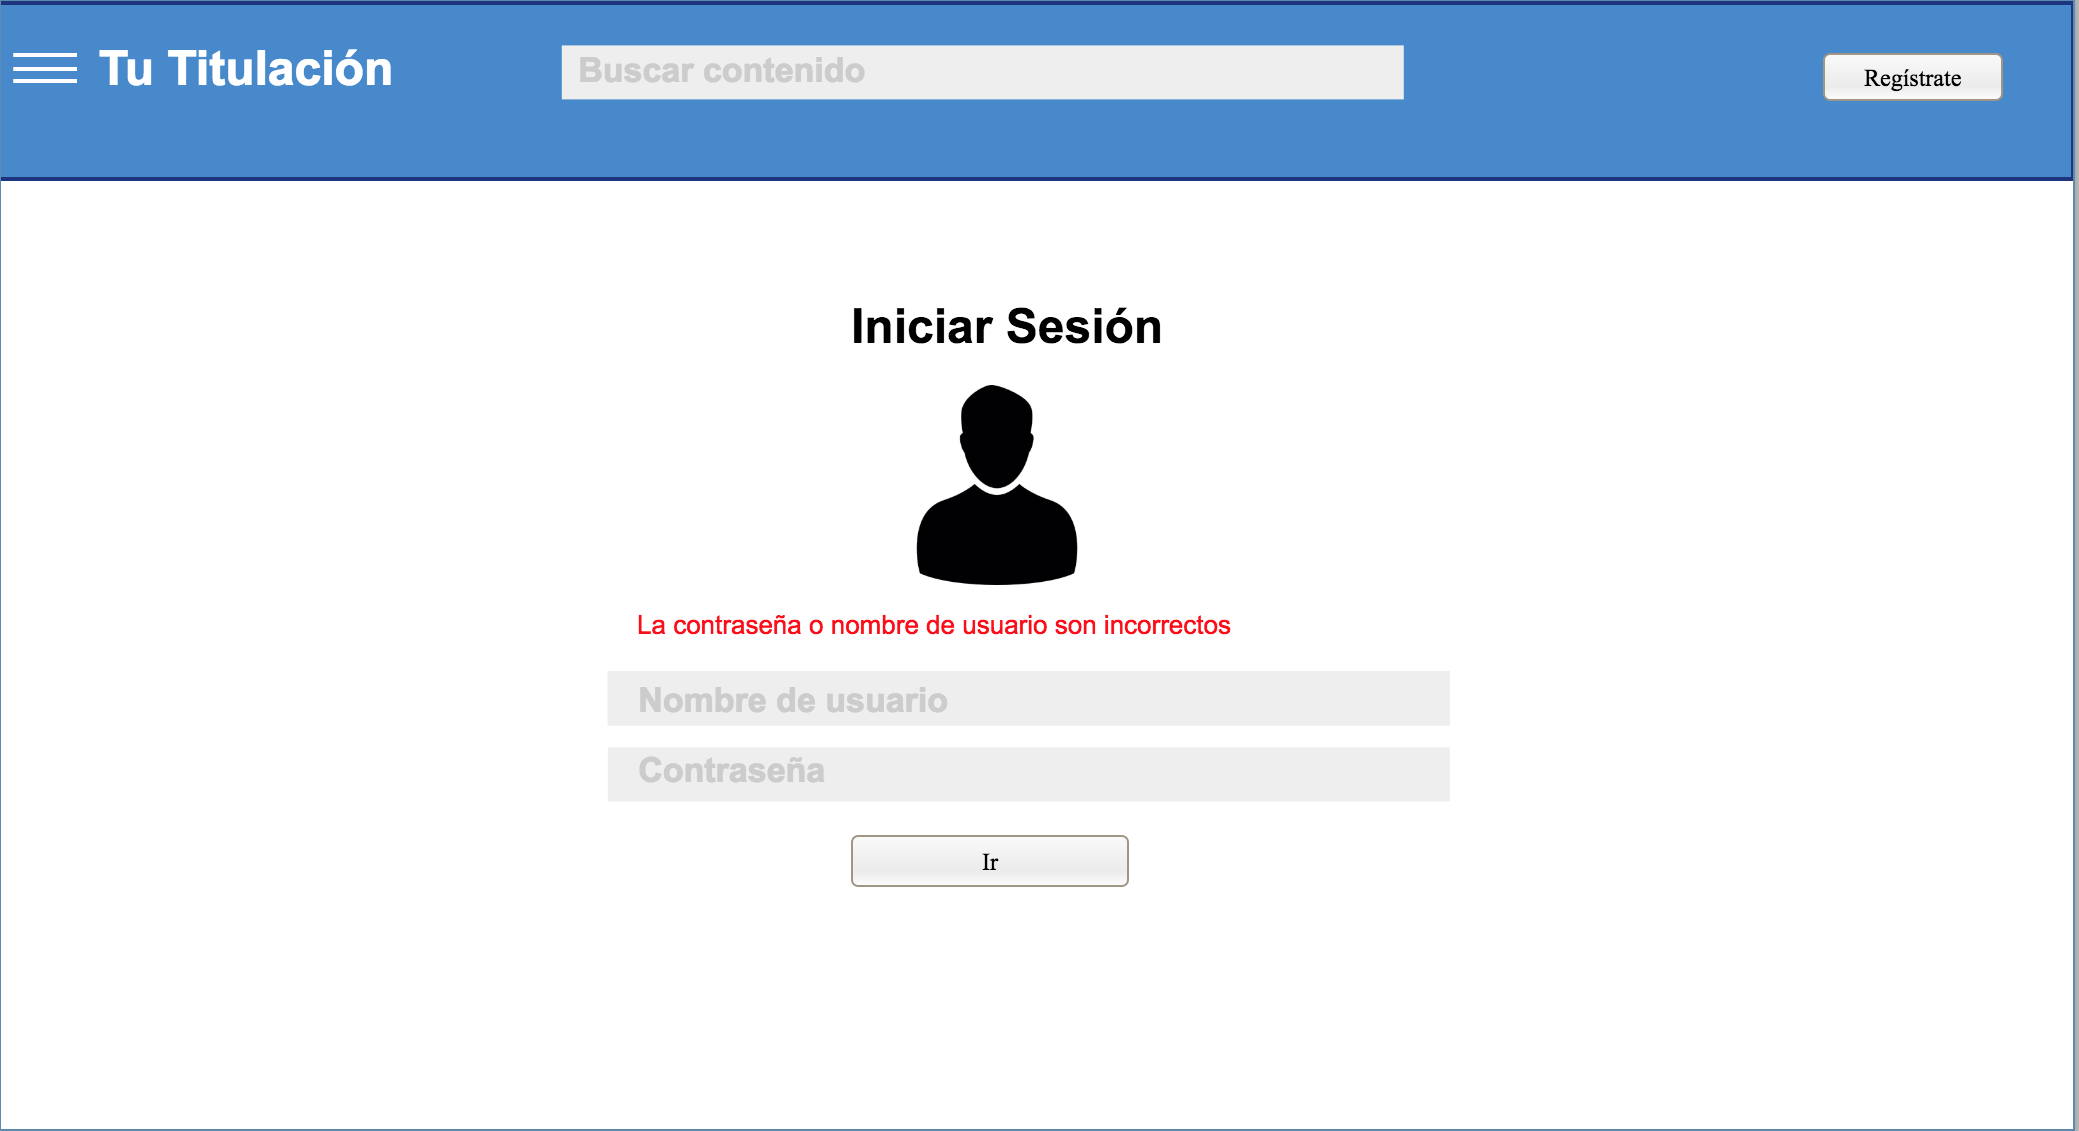 Tu Titulación
Buscar contenido
Regístrate
Iniciar Sesión
La contraseña o nombre de usuario son incorrectos
Nombre de usuario
Contraseña
Ir